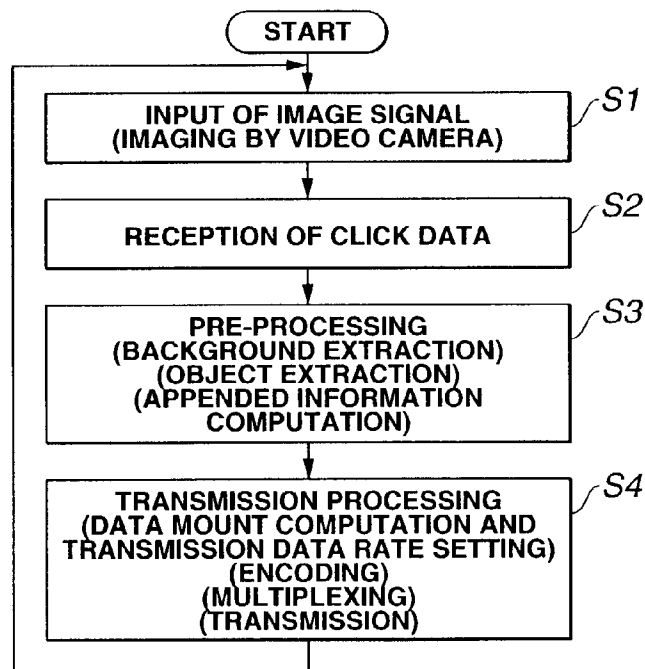 START
INPUT OF IMAGE SIGNAL
(IMAGING BY VIDEO CAMERA)
S1
RECEPTION OF CLICK DATA
S2
PRE-PROCESSING
(BACKGROUND EXTRACTION)
(OBJECT EXTRACTION)
(APPENDED INFORMATION
COMPUTATION)
S3
TRANSMISSION PROCESSING
(DATA MOUNT COMPUTATION AND
TRANSMISSION DATA RATE SETTING)
(ENCODING)
(MULTIPLEXING)
(TRANSMISSION)
S4